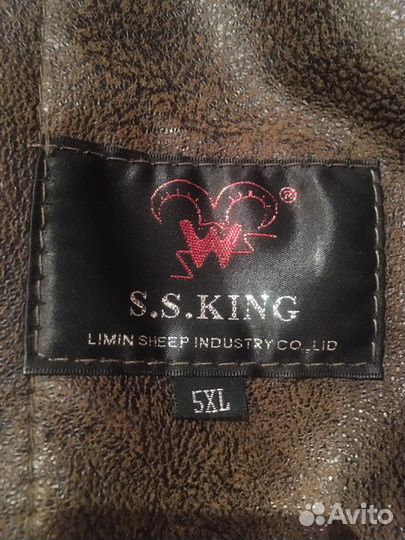 W ®
S.S.KING
LIMIN SHEEP INDUSTRY CO.,LID
5XL
Avito